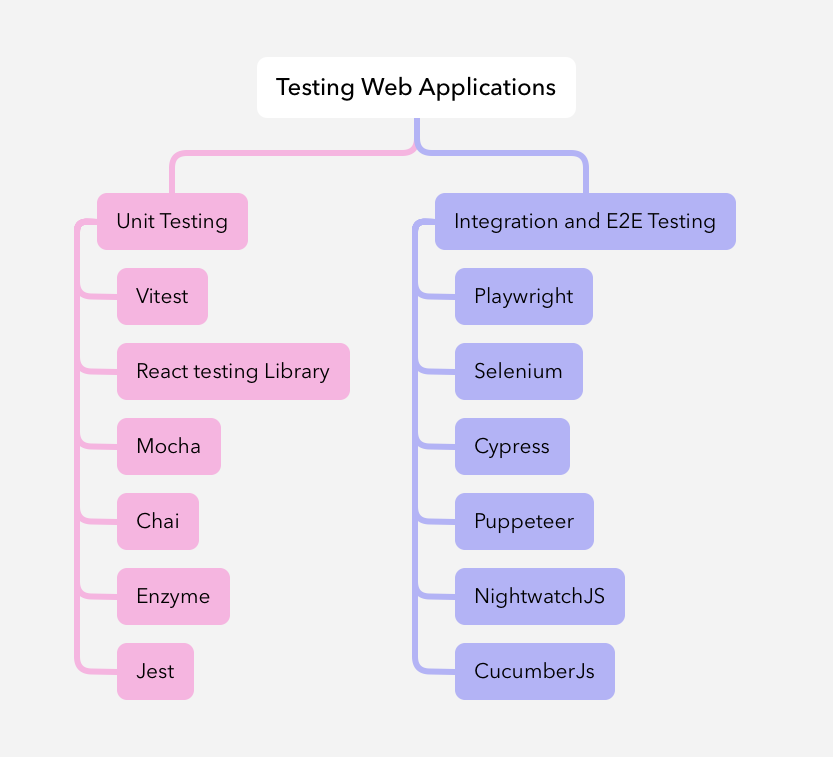 Testing Web Applications
Unit Testing
Vitest
React testing Library
Mocha
Chai
Enzyme
Jest
Integration and E2E Testing
Playwright
Selenium
Cypress
Puppeteer
NightwatchJS
CucumberJs